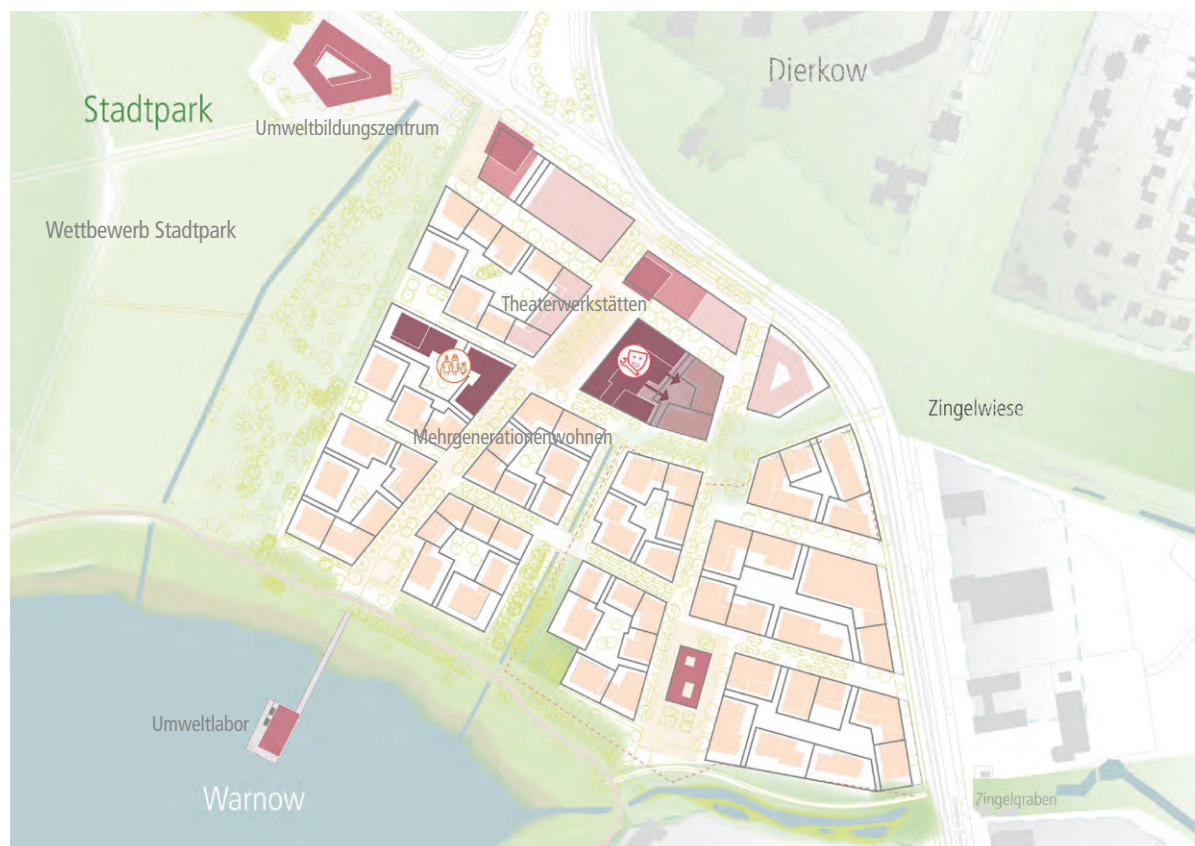 Dierkow
Stadtpark
Umweltbildungszentrum
Wettbewerb Stadtpark
Theaterwerkstätten
Zingelwiese
Mehrgenerationenwohnen
Umweltlabor
Warnow
Zingelgraben